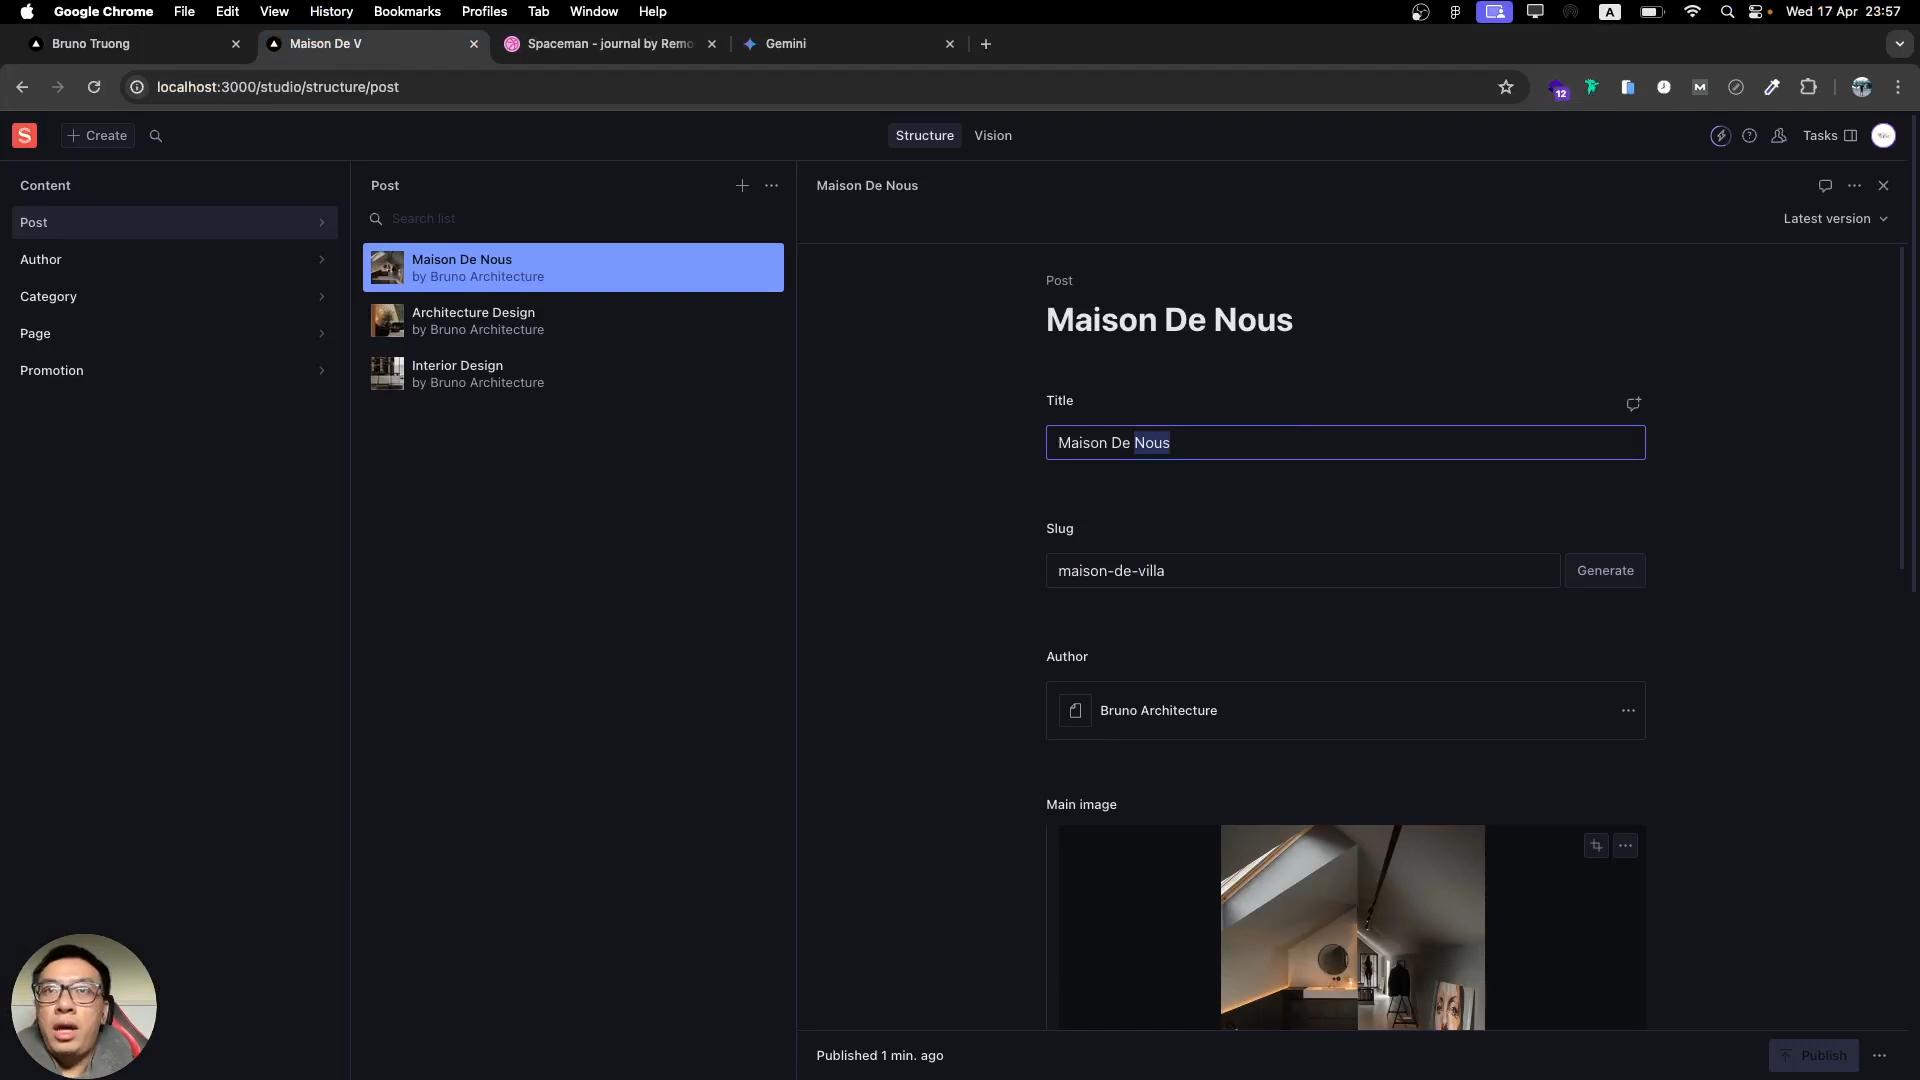 Google Chrome File Edit View History Bookmarks Profiles Tab Window Help A Wed 17 Apr 23:57
Bruno Truong
Maison De V
Spaceman - journal by Remo
Gemini
localhost:3000/studio/structure/post
12
M
S
Create
Structure
Vision
Tasks
Content
Post
Author
Category
Page
Promotion
Post
Search list
Maison De Nous
by Bruno Architecture
Architecture Design
by Bruno Architecture
Interior Design
by Bruno Architecture
Maison De Nous
Latest version
Post
Maison De Nous
Title
Maison De Nous
Slug
maison-de-villa
Generate
Author
Bruno Architecture
Main image
Published 1 min. ago
Publish